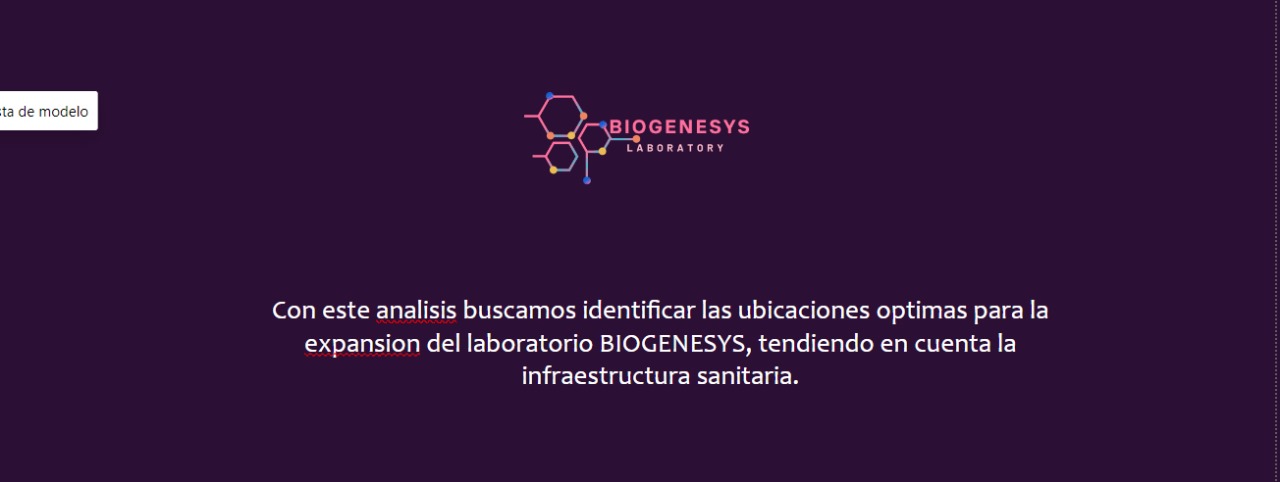 sta de modelo
BIOGENESYS
LABORATORY
Con este analisis buscamos identificar las ubicaciones optimas para la
expansion del laboratorio BIOGENESYS, tendiendo en cuenta la
infraestructura sanitaria.